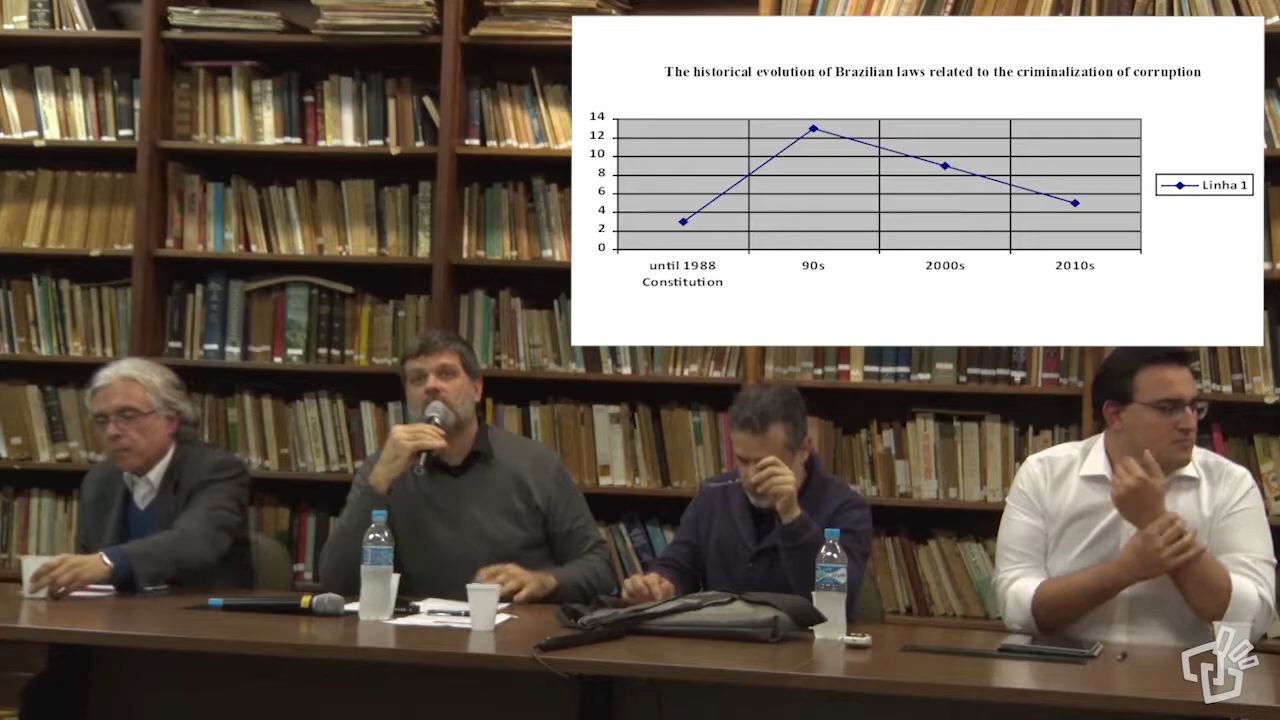 The historical evolution of Brazilian laws related to the criminalization of corruption
14
12
10
8
6
4
2
0
until 1988
Constitution
90s
2000s
2010s
Linha 1